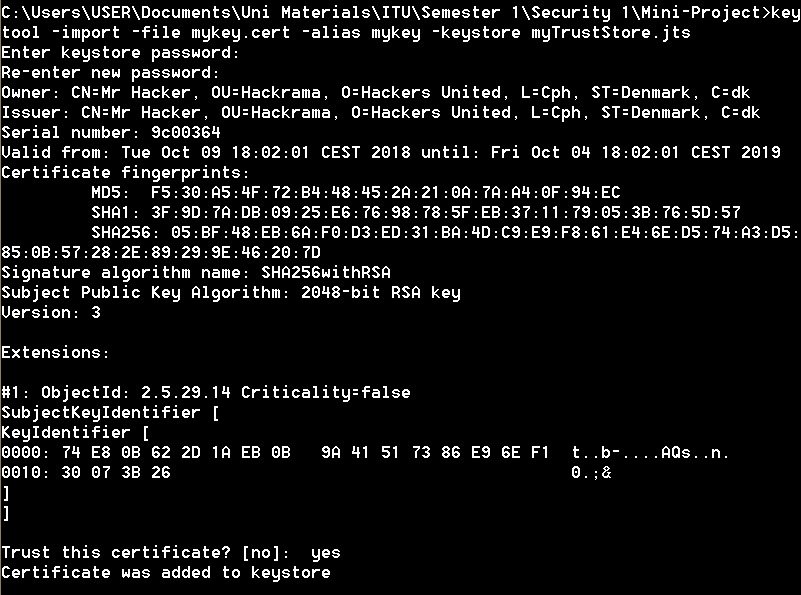 C:\Users\USER\Documents\Uni Materials\ITU\Semester 1\Security 1\Mini-Project>key
tool -import -file mykey.cert -alias mykey -keystore myTrustStore.jts
Enter keystore password:
Re-enter new password:
Owner: CN=Mr Hacker, OU=Hackrama, O=Hackers United, L=Cph, ST=Denmark, C=dk
Issuer: CN=Mr Hacker, OU=Hackrama, O=Hackers United, L=Cph, ST=Denmark, C=dk
Serial number: 9c00364
Valid from: Tue Oct 09 18:02:01 CEST 2018 until: Fri Oct 04 18:02:01 CEST 2019
Certificate fingerprints:
         MD5:  F5:30:A5:4F:72:B4:48:45:2A:21:0A:7A:A4:0F:94:EC
         SHA1: 3F:9D:7A:DB:09:25:E6:76:98:78:5F:EB:37:11:79:05:3B:76:5D:57
         SHA256: 05:BF:48:EB:6A:F0:D3:ED:31:BA:4D:C9:E9:F8:61:E4:6E:D5:74:A3:D5:
85:0B:57:28:2E:89:29:9E:46:20:7D
Signature algorithm name: SHA256withRSA
Subject Public Key Algorithm: 2048-bit RSA key
Version: 3

Extensions:

#1: ObjectId: 2.5.29.14 Criticality=false
SubjectKeyIdentifier [
KeyIdentifier [
0000: 74 E8 0B 62 2D 1A EB 0B   9A 41 51 73 86 E9 6E F1  t..b-....AQs..n.
0010: 30 07 3B 26                                        0.;&
]
]

Trust this certificate? [no]:  yes
Certificate was added to keystore